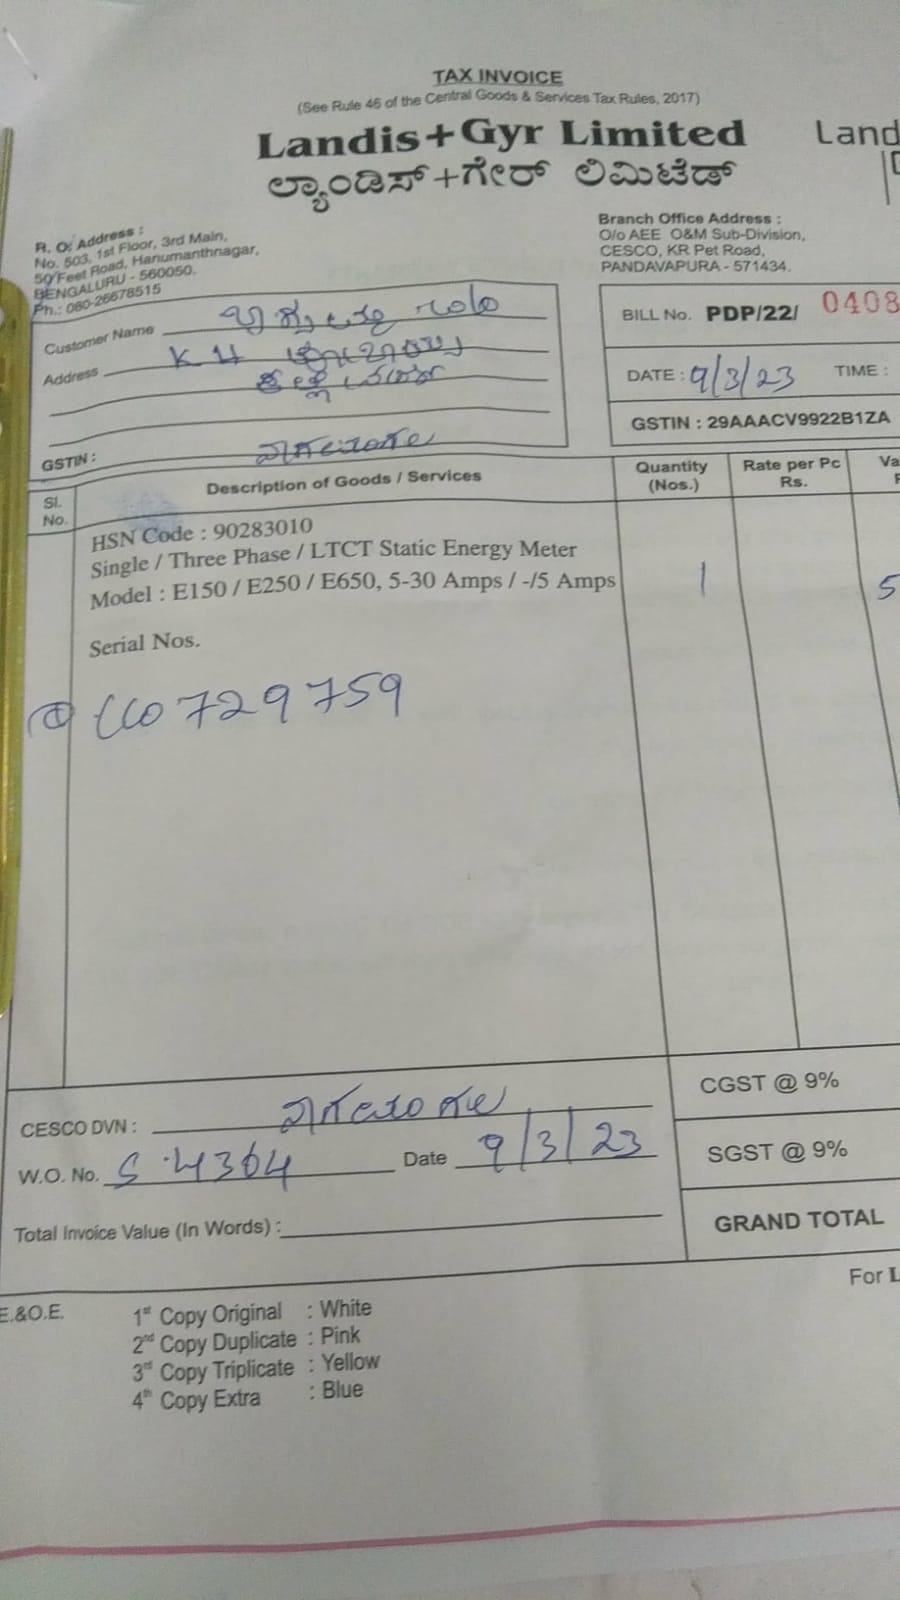 TAX INVOICE
(See Rule 46 of the Central Goods & Services Tax Rules, 2017)
Landis+Gyr Limited
Land
ಲ್ಯಾಂಡಿಸ್+ಗೇರ್ ಲಿಮಿಟೆಡ್
R. O. Address :
No. 503, 1st Floor, 3rd Main,
50 Feet Road, Hanumanthnagar,
BENGALURU - 560050.
Ph.: 080-26678515
Branch Office Address :
O/o AEE O&M Sub-Division,
CESCO, KR Pet Road,
PANDAVAPURA - 571434.
Customer Name
Address K H
GSTIN :
BILL No. PDP/22/ 0408
DATE : 9/3/23 TIME :
GSTIN : 29AAACV9922B1ZA
Sl. No. Description of Goods / Services Quantity (Nos.) Rate per Pc Rs. Va
HSN Code : 90283010
Single / Three Phase / LTCT Static Energy Meter
Model : E150 / E250 / E650, 5-30 Amps / -/5 Amps 1 5
Serial Nos.
729759
CESCO DVN :
W.O. No. S-4304 Date 9/3/23
Total Invoice Value (In Words) :
CGST @ 9%
SGST @ 9%
GRAND TOTAL
For L
E.&O.E.
1st Copy Original : White
2nd Copy Duplicate : Pink
3rd Copy Triplicate : Yellow
4th Copy Extra : Blue